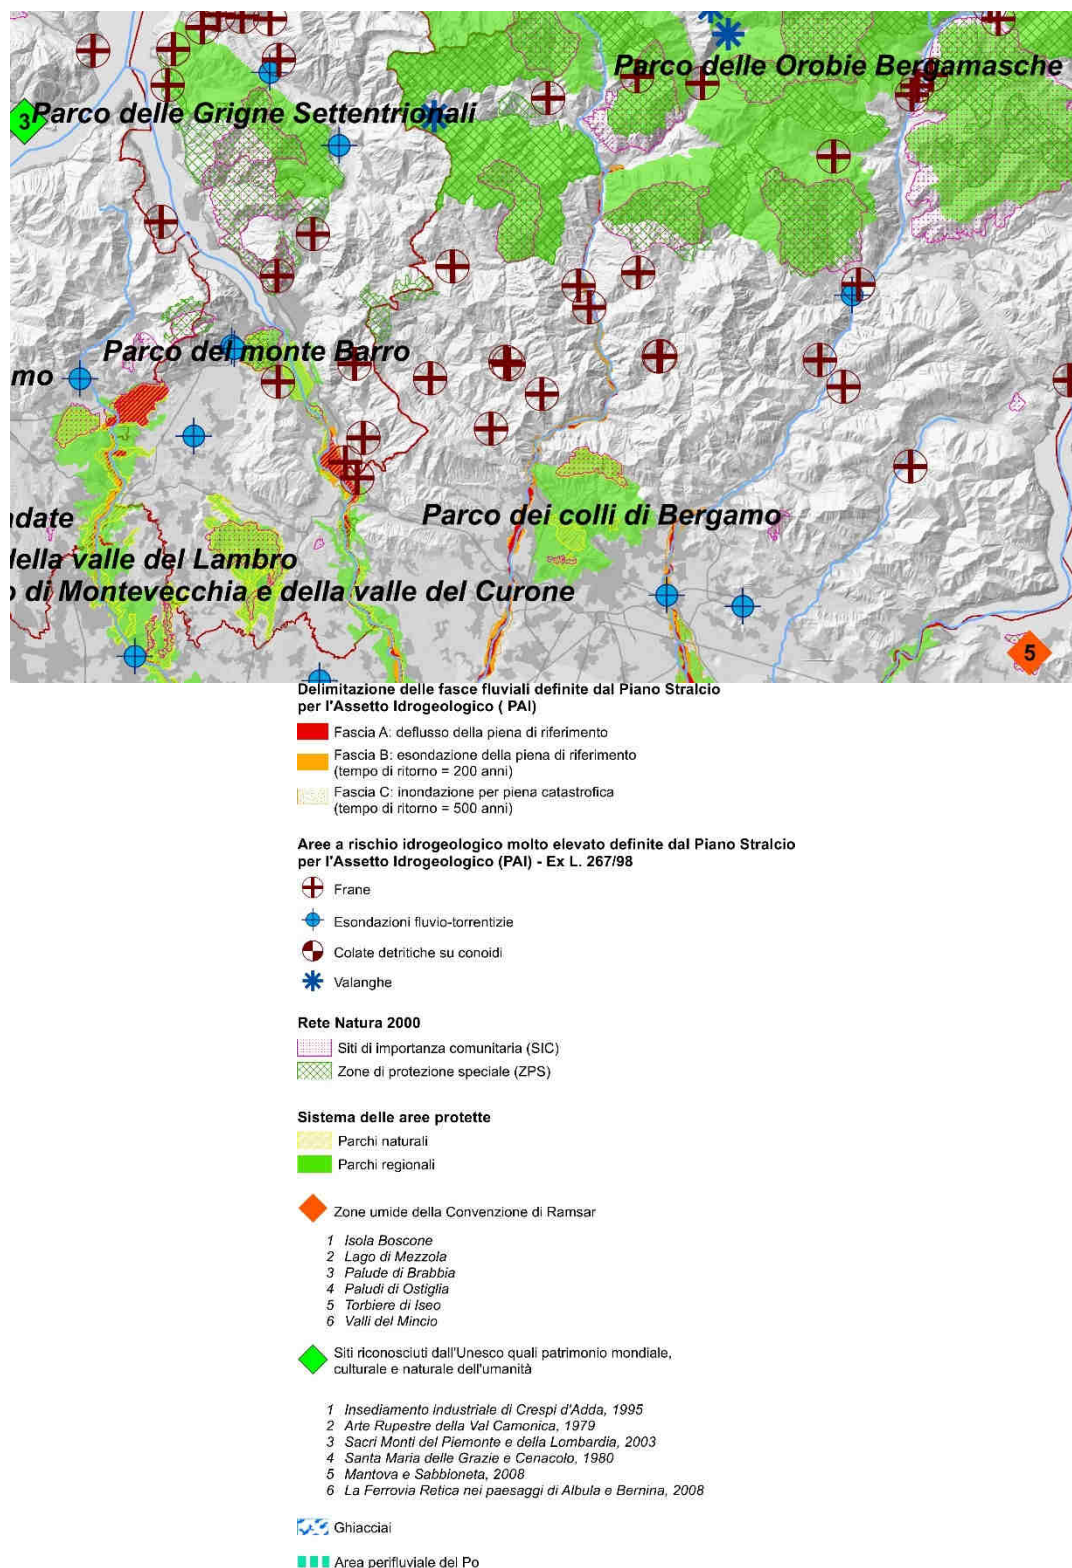 Parco delle Orobie Bergamasche
3
Parco delle Grigne Settentrionali
Parco del monte Barro
mo
Parco dei colli di Bergamo
date
della valle del Lambro
o di Montevecchia e della valle del Curone
5
Delimitazione delle fasce fluviali definite dal Piano Stralcio
per l'Assetto Idrogeologico ( PAI)
Fascia A: deflusso della piena di riferimento
Fascia B: esondazione della piena di riferimento
(tempo di ritorno = 200 anni)
Fascia C: inondazione per piena catastrofica
(tempo di ritorno = 500 anni)
Aree a rischio idrogeologico molto elevato definite dal Piano Stralcio
per l'Assetto Idrogeologico (PAI) - Ex L. 267/98
Frane
Esondazioni fluvio-torrentizie
Colate detritiche su conoidi
Valanghe
Rete Natura 2000
Siti di importanza comunitaria (SIC)
Zone di protezione speciale (ZPS)
Sistema delle aree protette
Parchi naturali
Parchi regionali
Zone umide della Convenzione di Ramsar
1 Isola Boscone
2 Lago di Mezzola
3 Palude di Brabbia
4 Paludi di Ostiglia
5 Torbiere di Iseo
6 Valli del Mincio
Siti riconosciuti dall'Unesco quali patrimonio mondiale,
culturale e naturale dell'umanità
1 Insediamento industriale di Crespi d'Adda, 1995
2 Arte Rupestre della Val Camonica, 1979
3 Sacri Monti del Piemonte e della Lombardia, 2003
4 Santa Maria delle Grazie e Cenacolo, 1980
5 Mantova e Sabbioneta, 2008
6 La Ferrovia Retica nei paesaggi di Albula e Bernina, 2008
Ghiacciai
Area perifluviale del Po